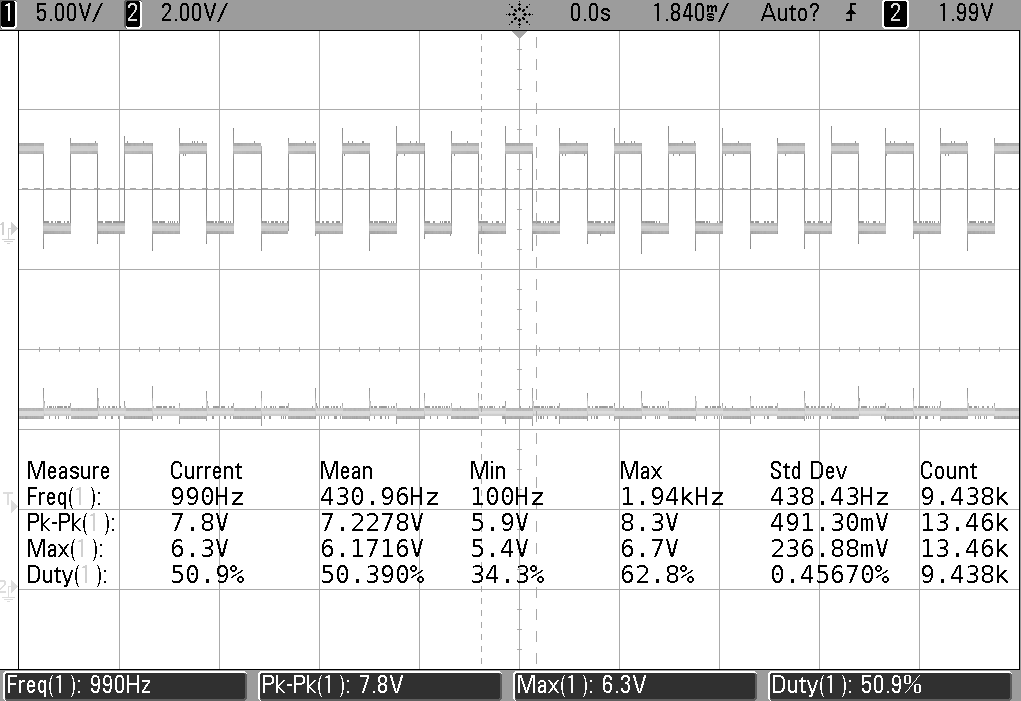 1 5.00V/ 2 2.00V/ 0.0s 1.840ms/ Auto? 2 1.99V
1
Measure Current Mean Min Max Std Dev Count
Freq(1): 990Hz 430.96Hz 100Hz 1.94kHz 438.43Hz 9.438k
T
Pk-Pk(1): 7.8V 7.2278V 5.9V 8.3V 491.30mV 13.46k
Max(1): 6.3V 6.1716V 5.4V 6.7V 236.88mV 13.46k
Duty(1): 50.9% 50.390% 34.3% 62.8% 0.45670% 9.438k
2
Freq(1): 990Hz Pk-Pk(1): 7.8V Max(1): 6.3V Duty(1): 50.9%